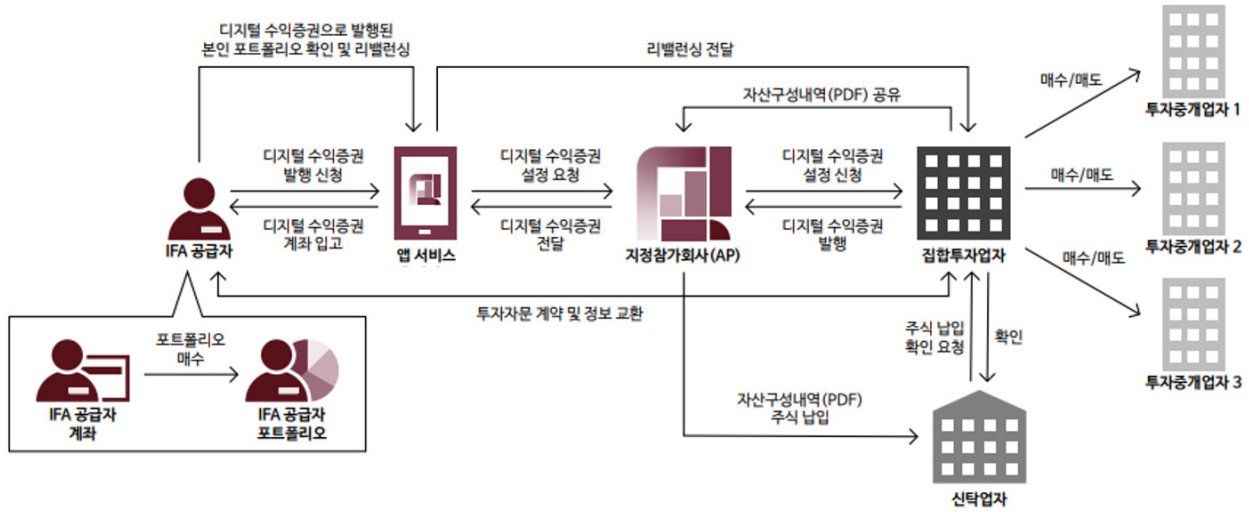 디지털 수익증권으로 발행된
본인 포트폴리오 확인 및 리밸런싱
리밸런싱 전달
자산구성내역(PDF) 공유
매수/매도
투자중개업자 1
디지털 수익증권
발행 신청
디지털 수익증권
설정 요청
디지털 수익증권
설정 신청
매수/매도
디지털 수익증권
계좌 입고
디지털 수익증권
전달
디지털 수익증권
발행
IFA 공급자
앱 서비스
지정참가회사(AP)
집합투자업자
투자중개업자 2
매수/매도
투자자문 계약 및 정보 교환
포트폴리오
매수
주식 납입
확인 요청
확인
투자중개업자 3
IFA 공급자
계좌
IFA 공급자
포트폴리오
자산구성내역(PDF)
주식 납입
신탁업자